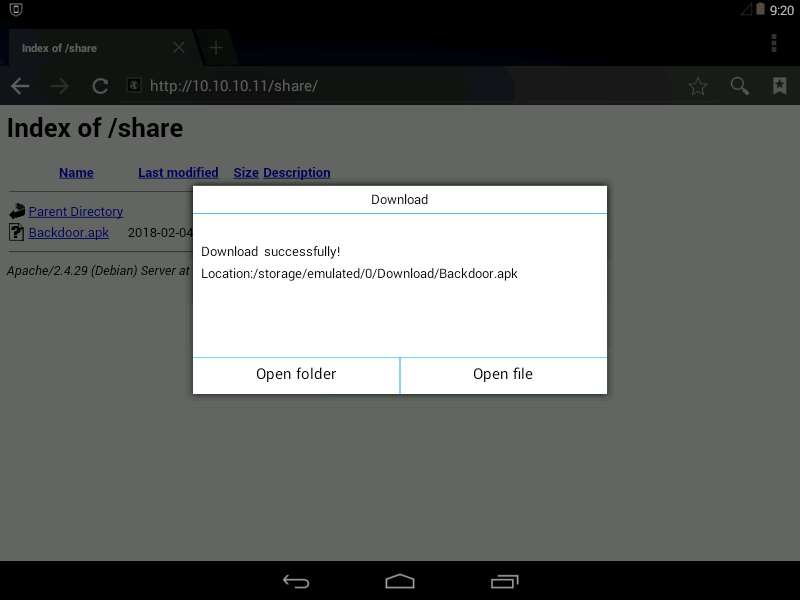 9:20
Index of /share
http://10.10.10.11/share/
Index of /share
Name Last modified Size Description
Parent Directory
Backdoor.apk 2018-02-04
Apache/2.4.29 (Debian) Server at
Download
Download successfully!
Location:/storage/emulated/0/Download/Backdoor.apk
Open folder Open file